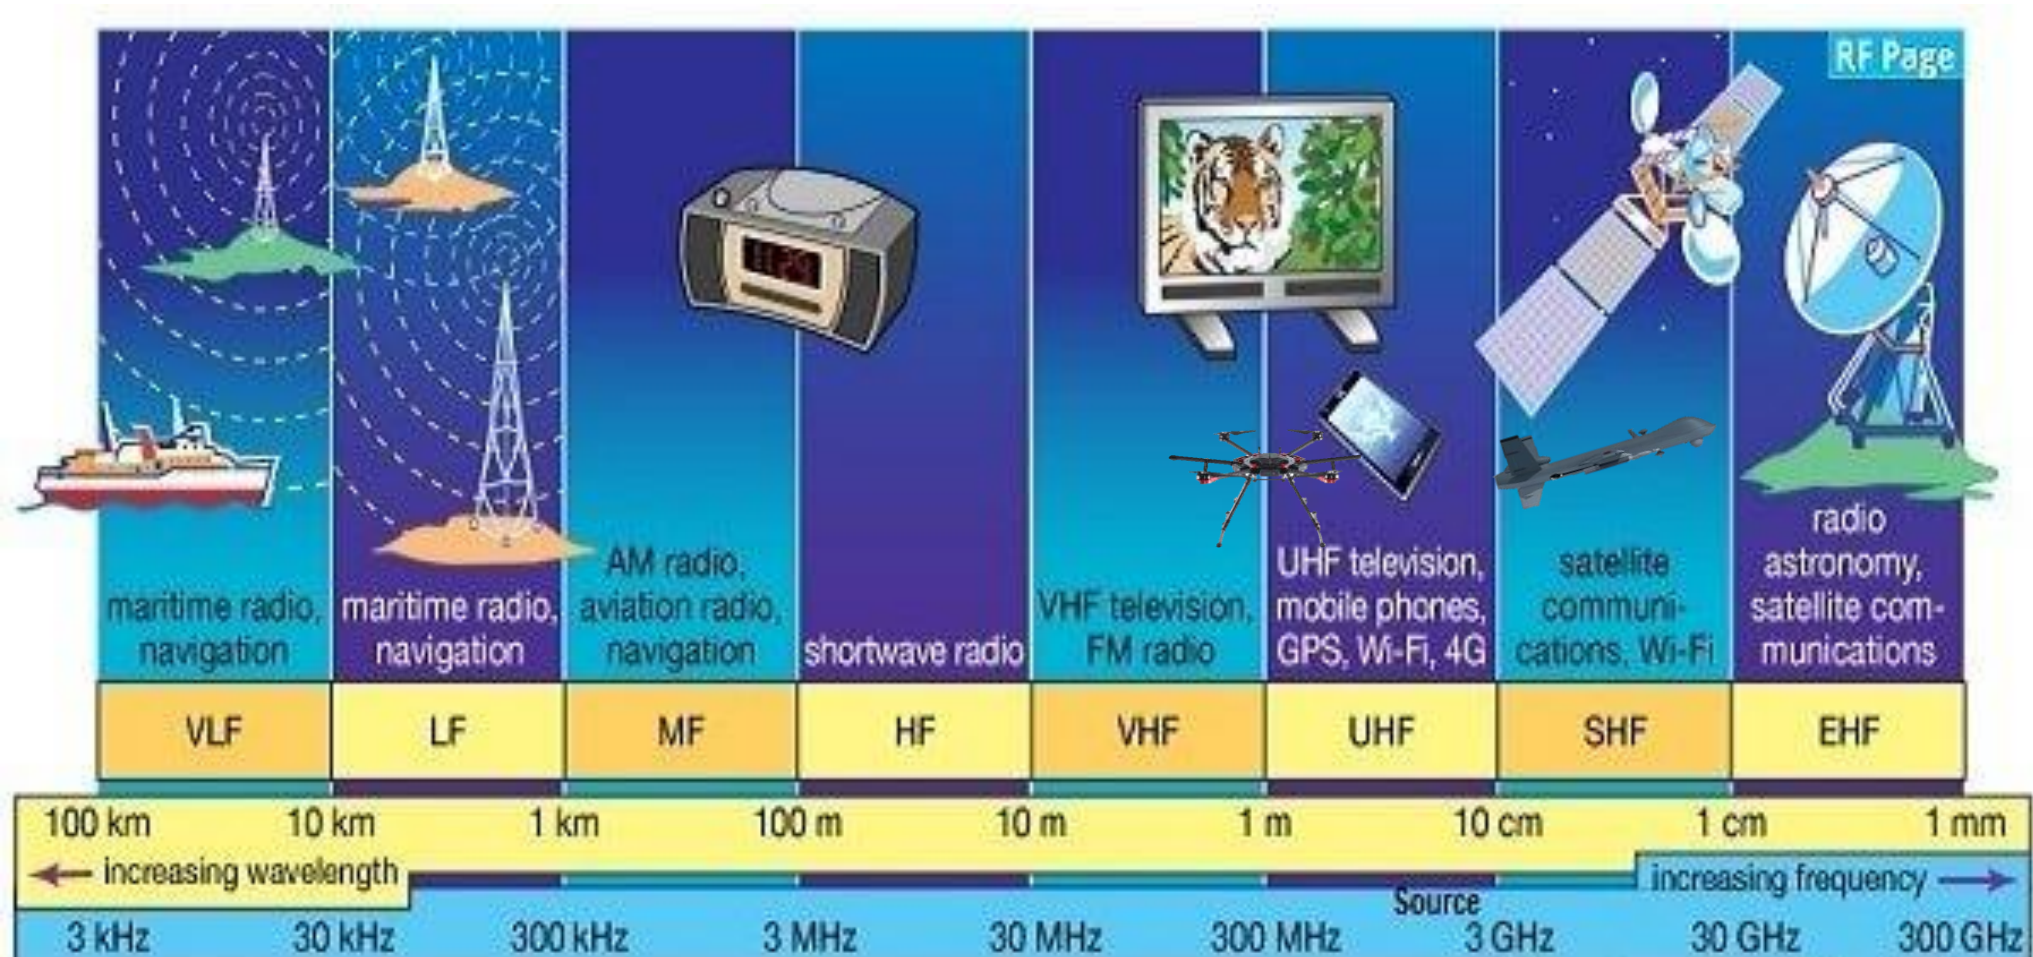 RF Page
maritime radio,
navigation
maritime radio,
navigation
AM radio,
aviation radio,
navigation
shortwave radio
VHF television,
FM radio
UHF television,
mobile phones,
GPS, Wi-Fi, 4G
satellite
communi-
cations, Wi-Fi
radio
astronomy,
satellite com-
munications
VLF LF MF HF VHF UHF SHF EHF
100 km 10 km 1 km 100 m 10 m 1 m 10 cm 1 cm 1 mm
increasing wavelength
increasing frequency
Source
3 kHz 30 kHz 300 kHz 3 MHz 30 MHz 300 MHz 3 GHz 30 GHz 300 GHz